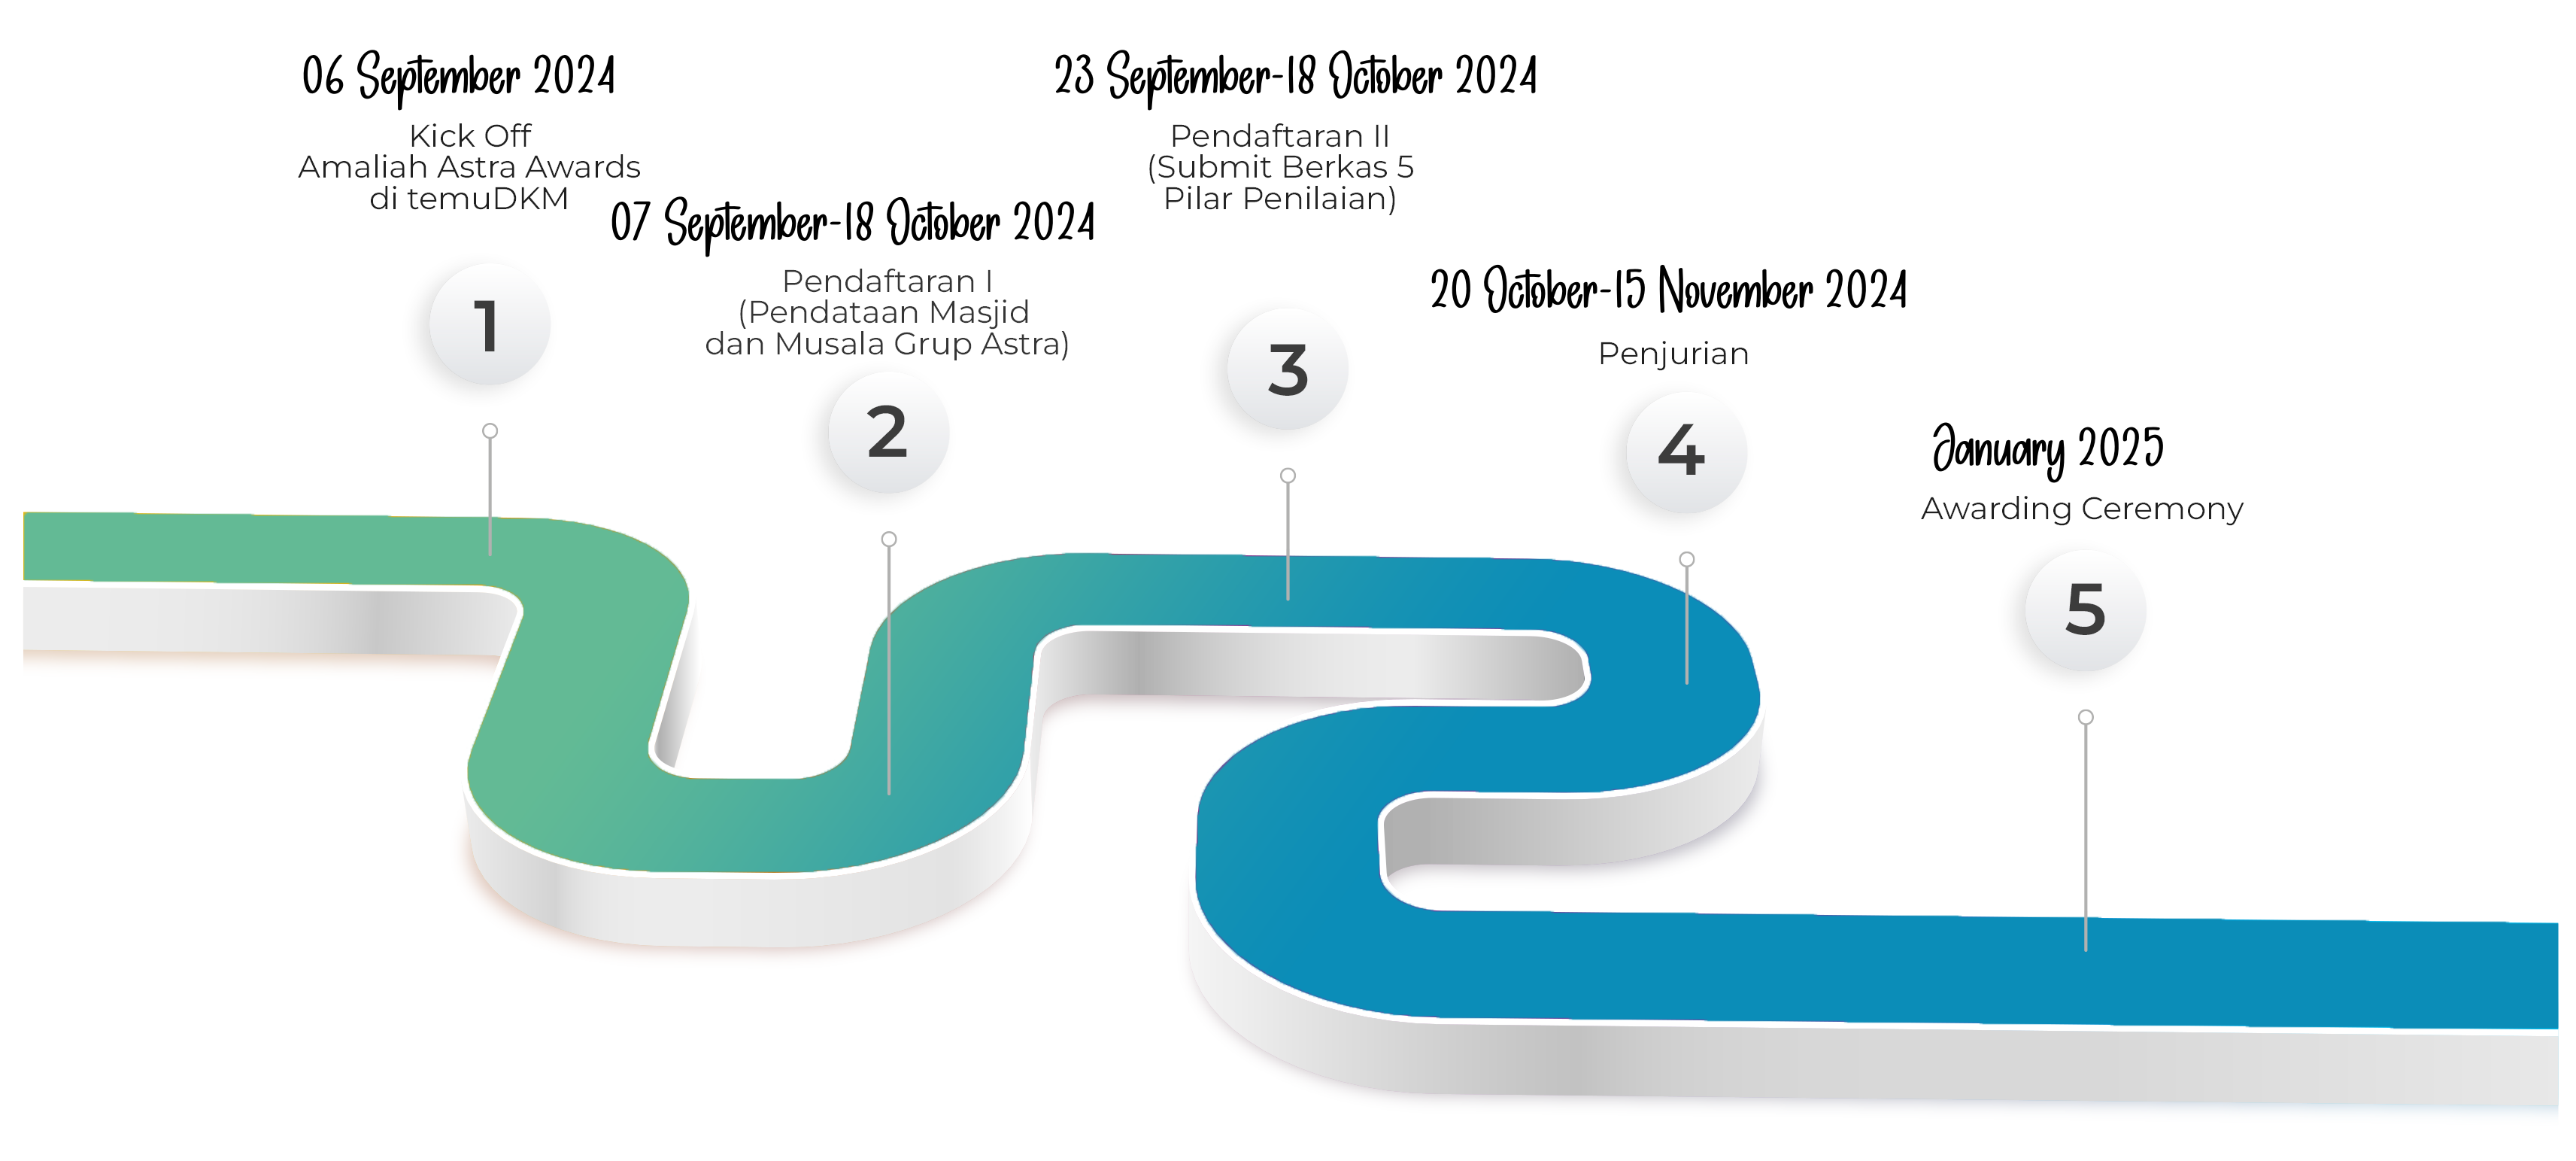 06 September 2024
Kick Off
Amaliah Astra Awards
di temuDKM
1
07 September-18 October 2024
Pendaftaran I
(Pendataan Masjid
dan Musala Grup Astra)
2
23 September-18 October 2024
Pendaftaran II
(Submit Berkas 5
Pilar Penilaian)
3
20 October-15 November 2024
Penjurian
4
January 2025
Awarding Ceremony
5